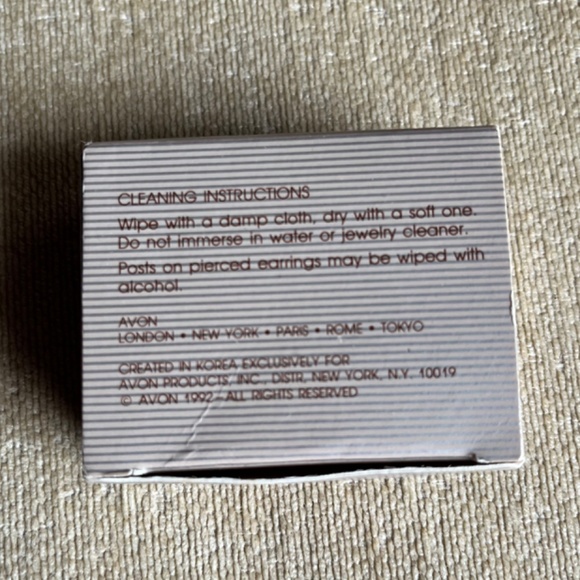 CLEANING INSTRUCTIONS
Wipe with a damp cloth, dry with a soft one.
Do not immerse in water or jewelry cleaner.
Posts on pierced earrings may be wiped with
alcohol.
AVON
LONDON • NEW YORK • PARIS • ROME • TOKYO
CREATED IN KOREA EXCLUSIVELY FOR
AVON PRODUCTS, INC., DISTR, NEW YORK, N.Y. 10019
© AVON 1992 - ALL RIGHTS RESERVED